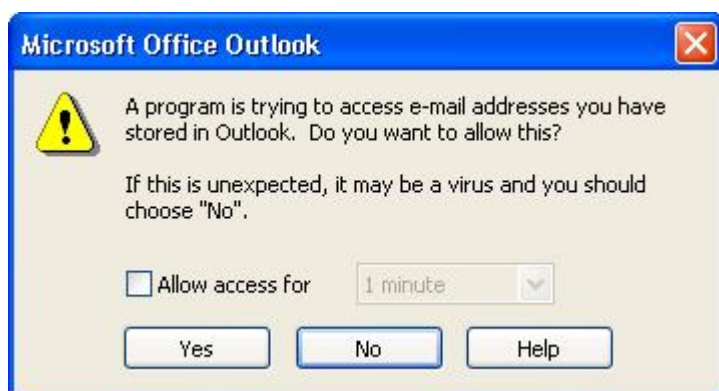 Microsoft Office Outlook
A program is trying to access e-mail addresses you have
stored in Outlook. Do you want to allow this?
If this is unexpected, it may be a virus and you should
choose "No".
Allow access for 1 minute
Yes No Help